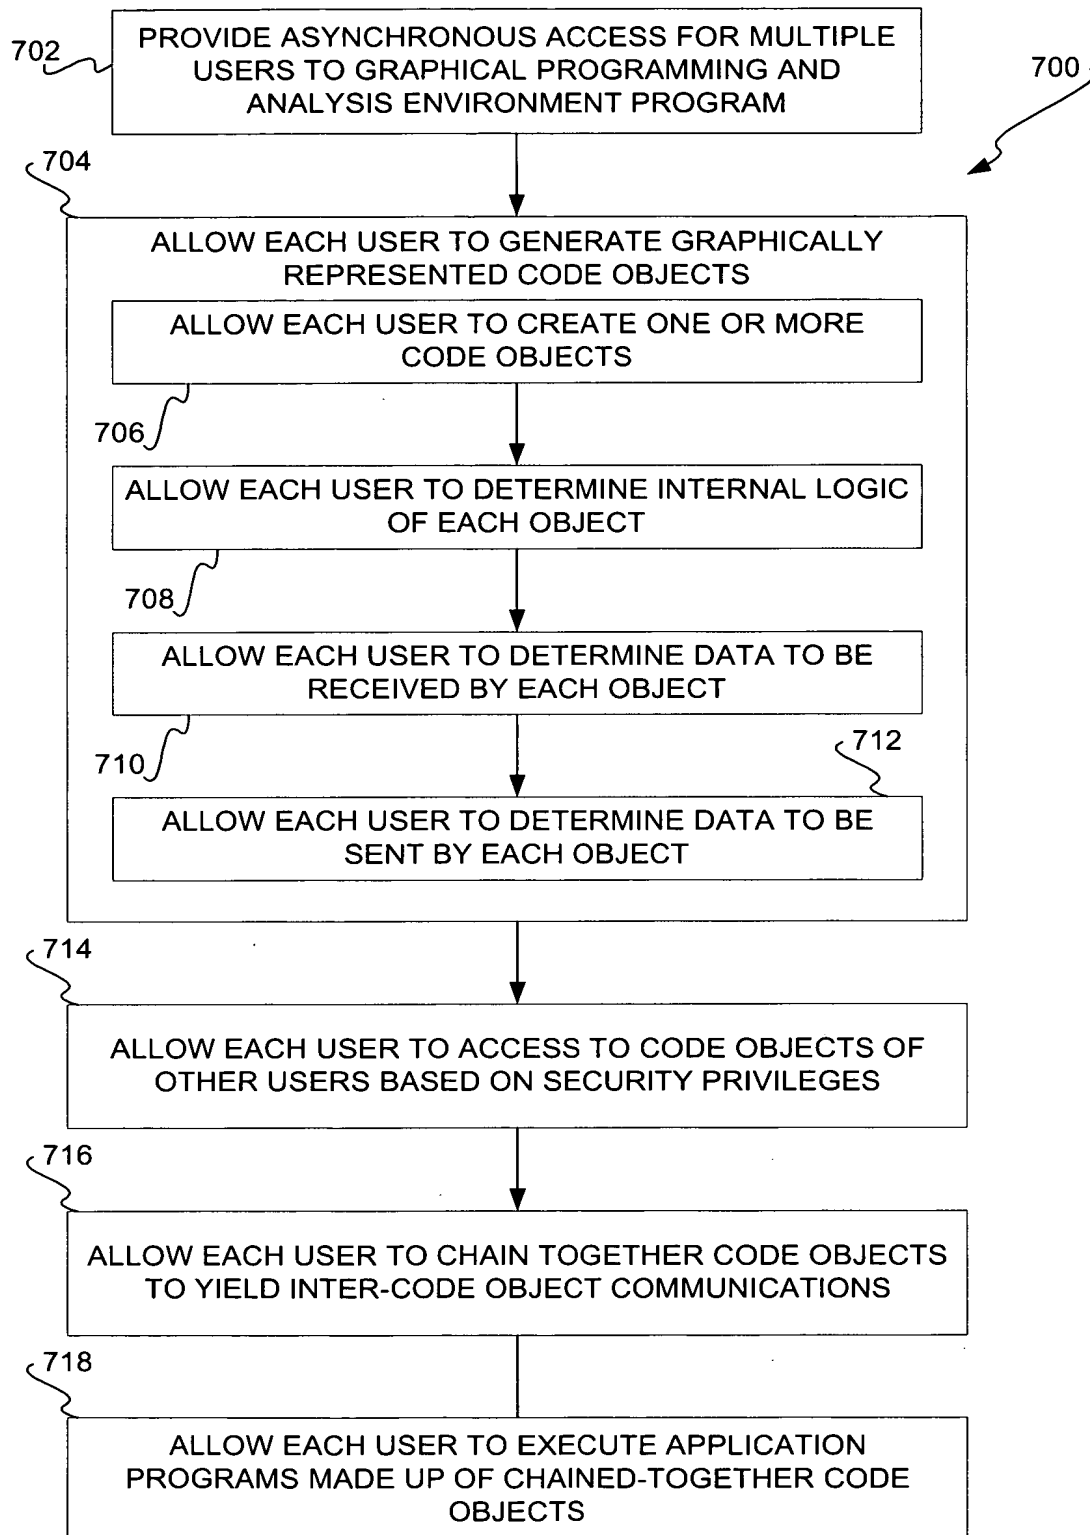 702
PROVIDE ASYNCHRONOUS ACCESS FOR MULTIPLE
USERS TO GRAPHICAL PROGRAMMING AND
ANALYSIS ENVIRONMENT PROGRAM
700
704
ALLOW EACH USER TO GENERATE GRAPHICALLY
REPRESENTED CODE OBJECTS
ALLOW EACH USER TO CREATE ONE OR MORE
CODE OBJECTS
706
ALLOW EACH USER TO DETERMINE INTERNAL LOGIC
OF EACH OBJECT
708
ALLOW EACH USER TO DETERMINE DATA TO BE
RECEIVED BY EACH OBJECT
710
712
ALLOW EACH USER TO DETERMINE DATA TO BE
SENT BY EACH OBJECT
714
ALLOW EACH USER TO ACCESS TO CODE OBJECTS OF
OTHER USERS BASED ON SECURITY PRIVILEGES
716
ALLOW EACH USER TO CHAIN TOGETHER CODE OBJECTS
TO YIELD INTER-CODE OBJECT COMMUNICATIONS
718
ALLOW EACH USER TO EXECUTE APPLICATION
PROGRAMS MADE UP OF CHAINED-TOGETHER CODE
OBJECTS